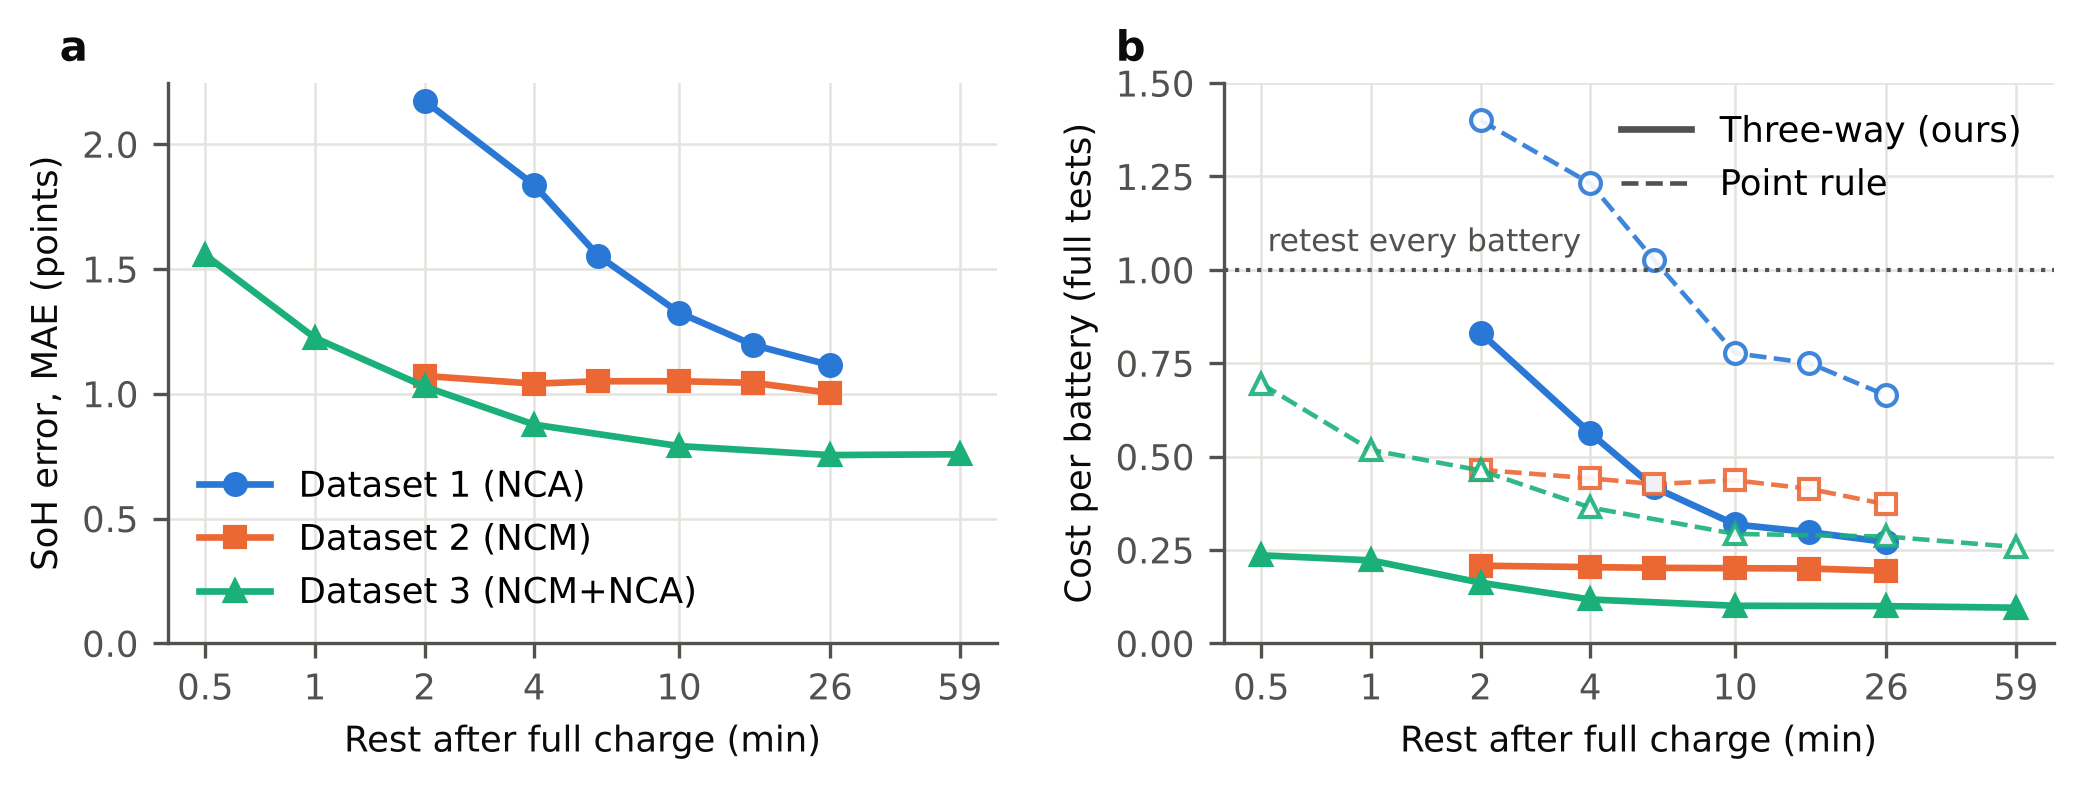 a
SoH error, MAE (points)
2.0
1.5
1.0
0.5
0.0
Dataset 1 (NCA)
Dataset 2 (NCM)
Dataset 3 (NCM+NCA)
0.5 1 2 4 10 26 59
Rest after full charge (min)
b
Cost per battery (full tests)
1.50
1.25
1.00
0.75
0.50
0.25
0.00
Three-way (ours)
Point rule
retest every battery
0.5 1 2 4 10 26 59
Rest after full charge (min)